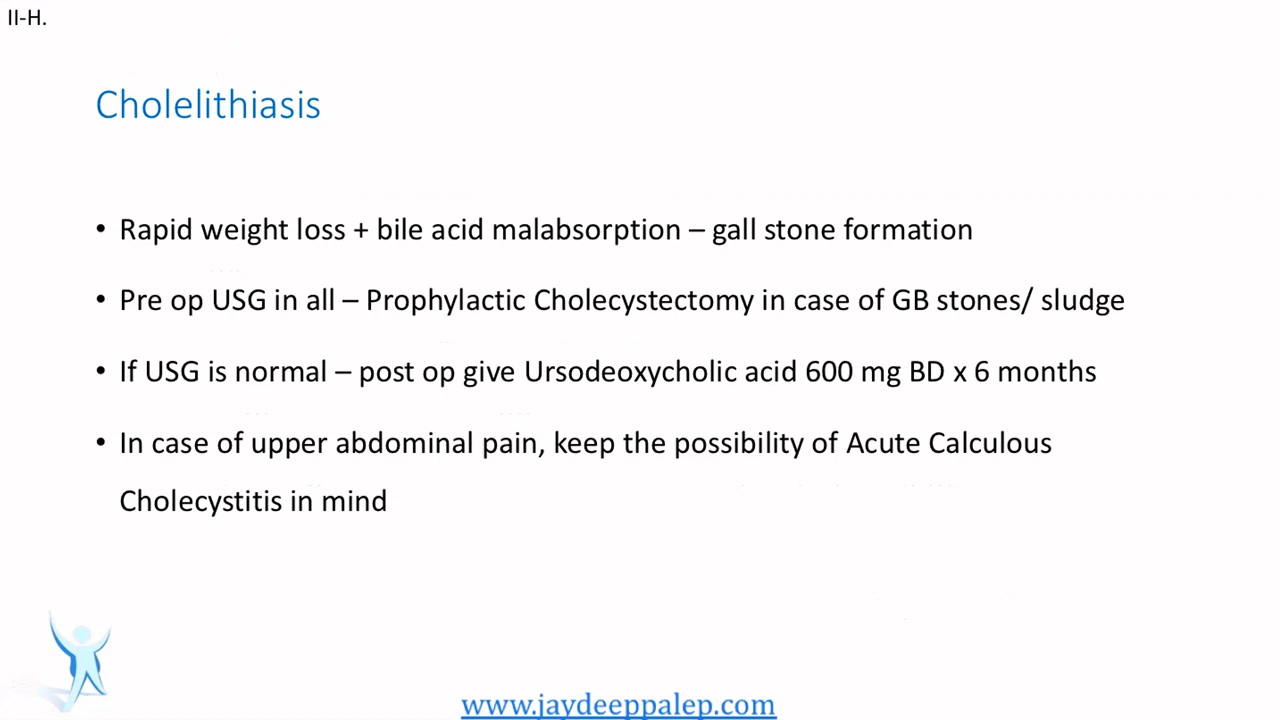 II-H.
Cholelithiasis
• Rapid weight loss + bile acid malabsorption – gall stone formation
• Pre op USG in all – Prophylactic Cholecystectomy in case of GB stones/ sludge
• If USG is normal – post op give Ursodeoxycholic acid 600 mg BD x 6 months
• In case of upper abdominal pain, keep the possibility of Acute Calculous
Cholecystitis in mind
www.jaydeeppalep.com